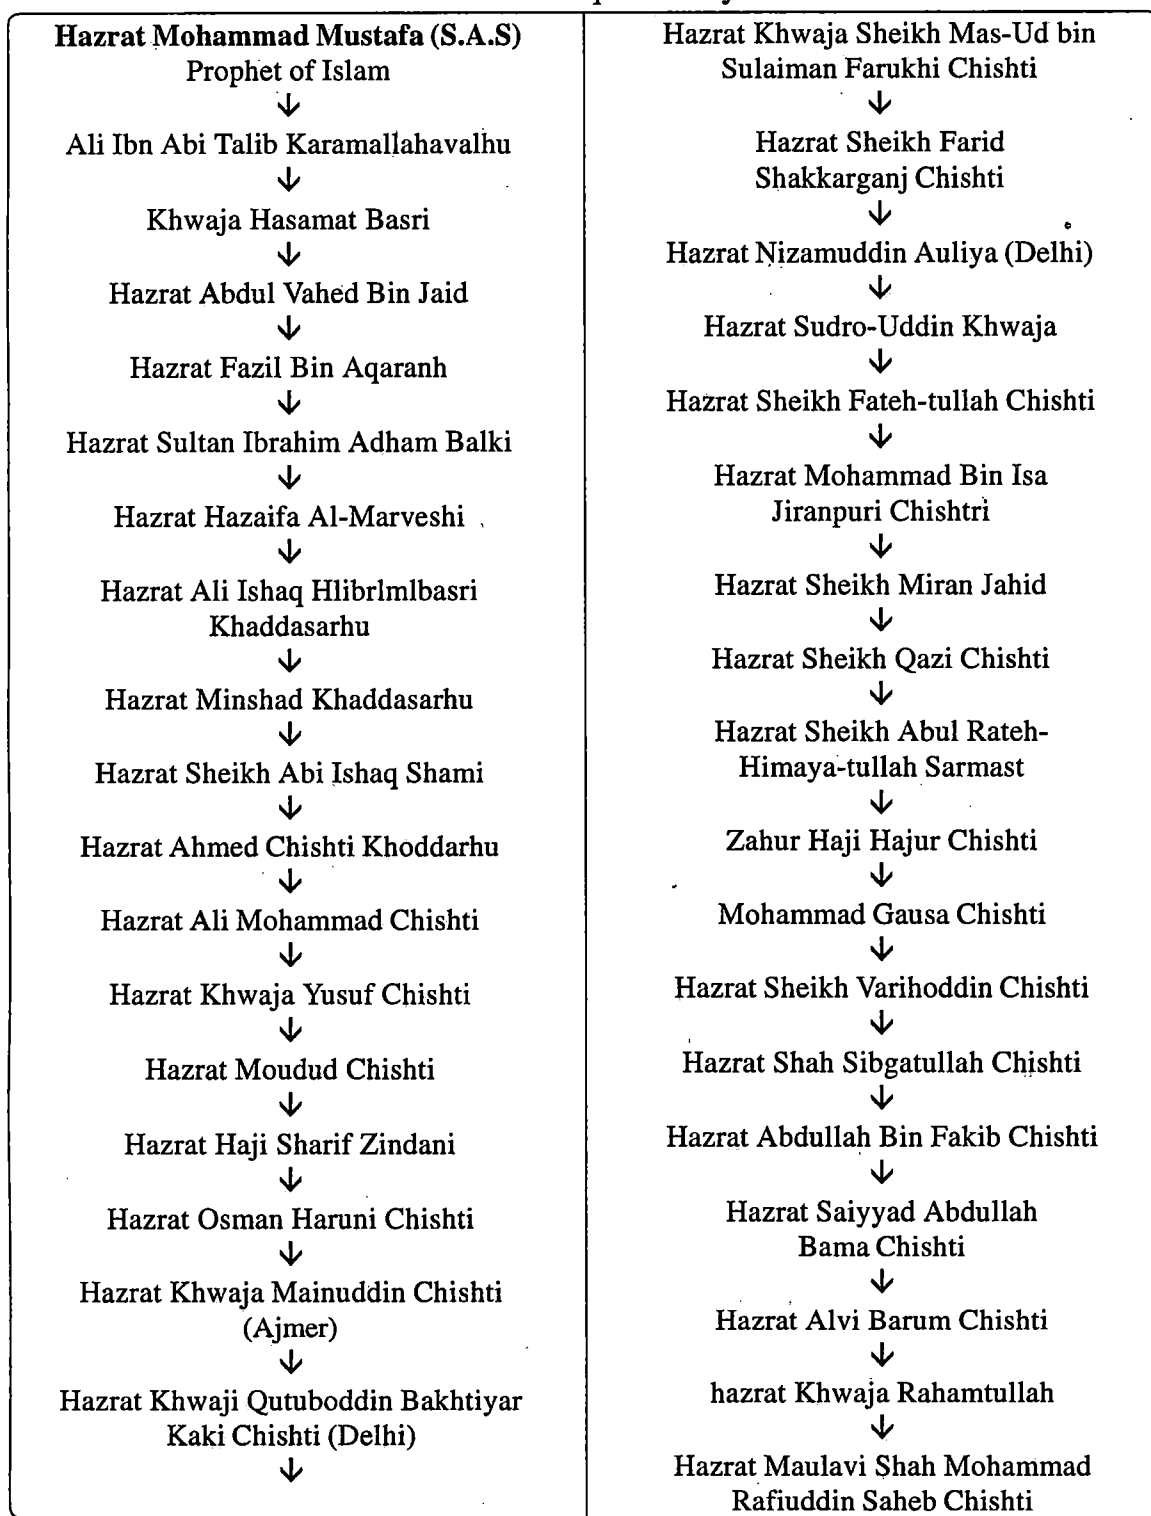 Hazrat Mohammad Mustafa (S.A.S)
Prophet of Islam
↓
Ali Ibn Abi Talib Karamallahavalhu
↓
Khwaja Hasamat Basri
↓
Hazrat Abdul Vahed Bin Jaid
↓
Hazrat Fazil Bin Aqaranh
↓
Hazrat Sultan Ibrahim Adham Balki
↓
Hazrat Hazaifa Al-Marveshi
↓
Hazrat Ali Ishaq Hlibrlmlbasri
Khaddasarhu
↓
Hazrat Minshad Khaddasarhu
↓
Hazrat Sheikh Abi Ishaq Shami
↓
Hazrat Ahmed Chishti Khoddarhu
↓
Hazrat Ali Mohammad Chishti
↓
Hazrat Khwaja Yusuf Chishti
↓
Hazrat Moudud Chishti
↓
Hazrat Haji Sharif Zindani
↓
Hazrat Osman Haruni Chishti
↓
Hazrat Khwaja Mainuddin Chishti
(Ajmer)
↓
Hazrat Khwaji Qutuboddin Bakhtiyar
Kaki Chishti (Delhi)
↓
Hazrat Khwaja Sheikh Mas-Ud bin
Sulaiman Farukhi Chishti
↓
Hazrat Sheikh Farid
Shakkarganj Chishti
↓
Hazrat Nizamuddin Auliya (Delhi)
↓
Hazrat Sudro-Uddin Khwaja
↓
Hazrat Sheikh Fateh-tullah Chishti
↓
Hazrat Mohammad Bin Isa
Jiranpuri Chishtri
↓
Hazrat Sheikh Miran Jahid
↓
Hazrat Sheikh Qazi Chishti
↓
Hazrat Sheikh Abul Rateh-
Himaya-tullah Sarmast
↓
Zahur Haji Hajur Chishti
↓
Mohammad Gausa Chishti
↓
Hazrat Sheikh Varihoddin Chishti
↓
Hazrat Shah Sibgatullah Chishti
↓
Hazrat Abdullah Bin Fakib Chishti
↓
Hazrat Saiyyad Abdullah
Bama Chishti
↓
Hazrat Alvi Barum Chishti
↓
hazrat Khwaja Rahamtullah
↓
Hazrat Maulavi Shah Mohammad
Rafiuddin Saheb Chishti